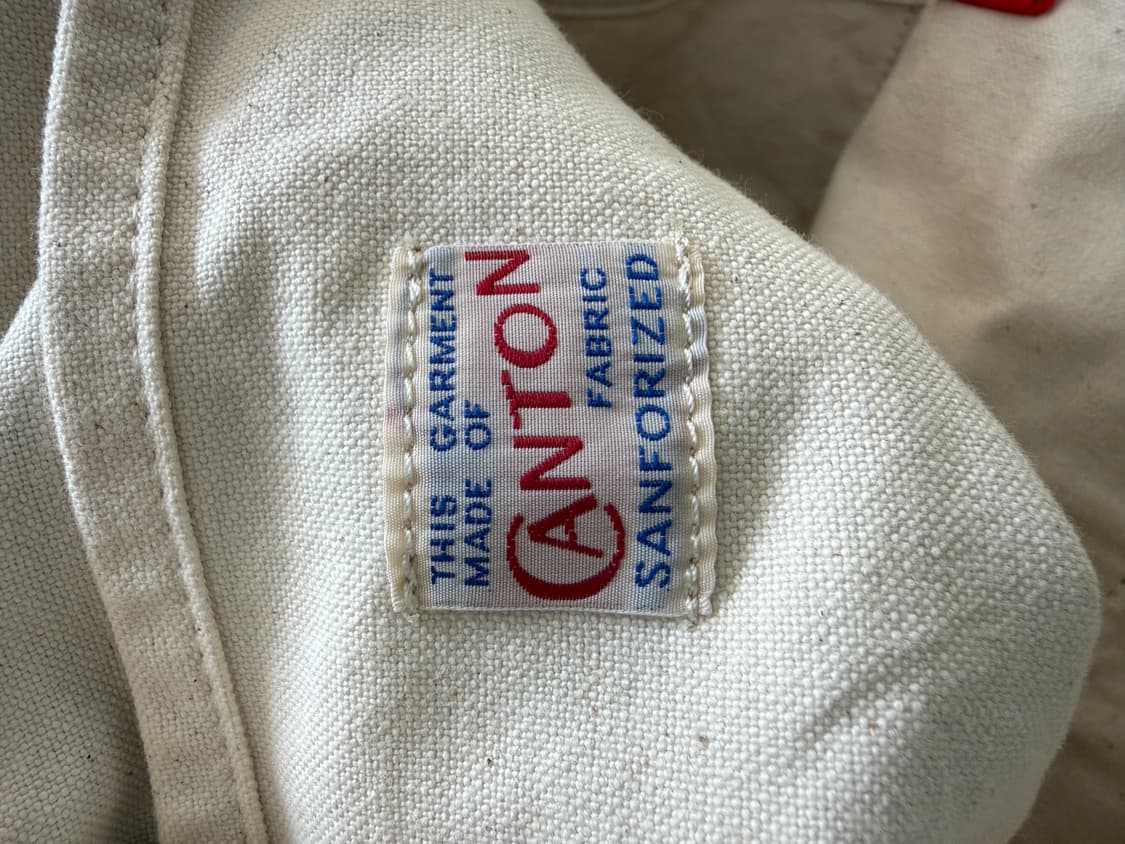 THIS GARMENT
MADE OF
CANTON
FABRIC
SANFORIZED